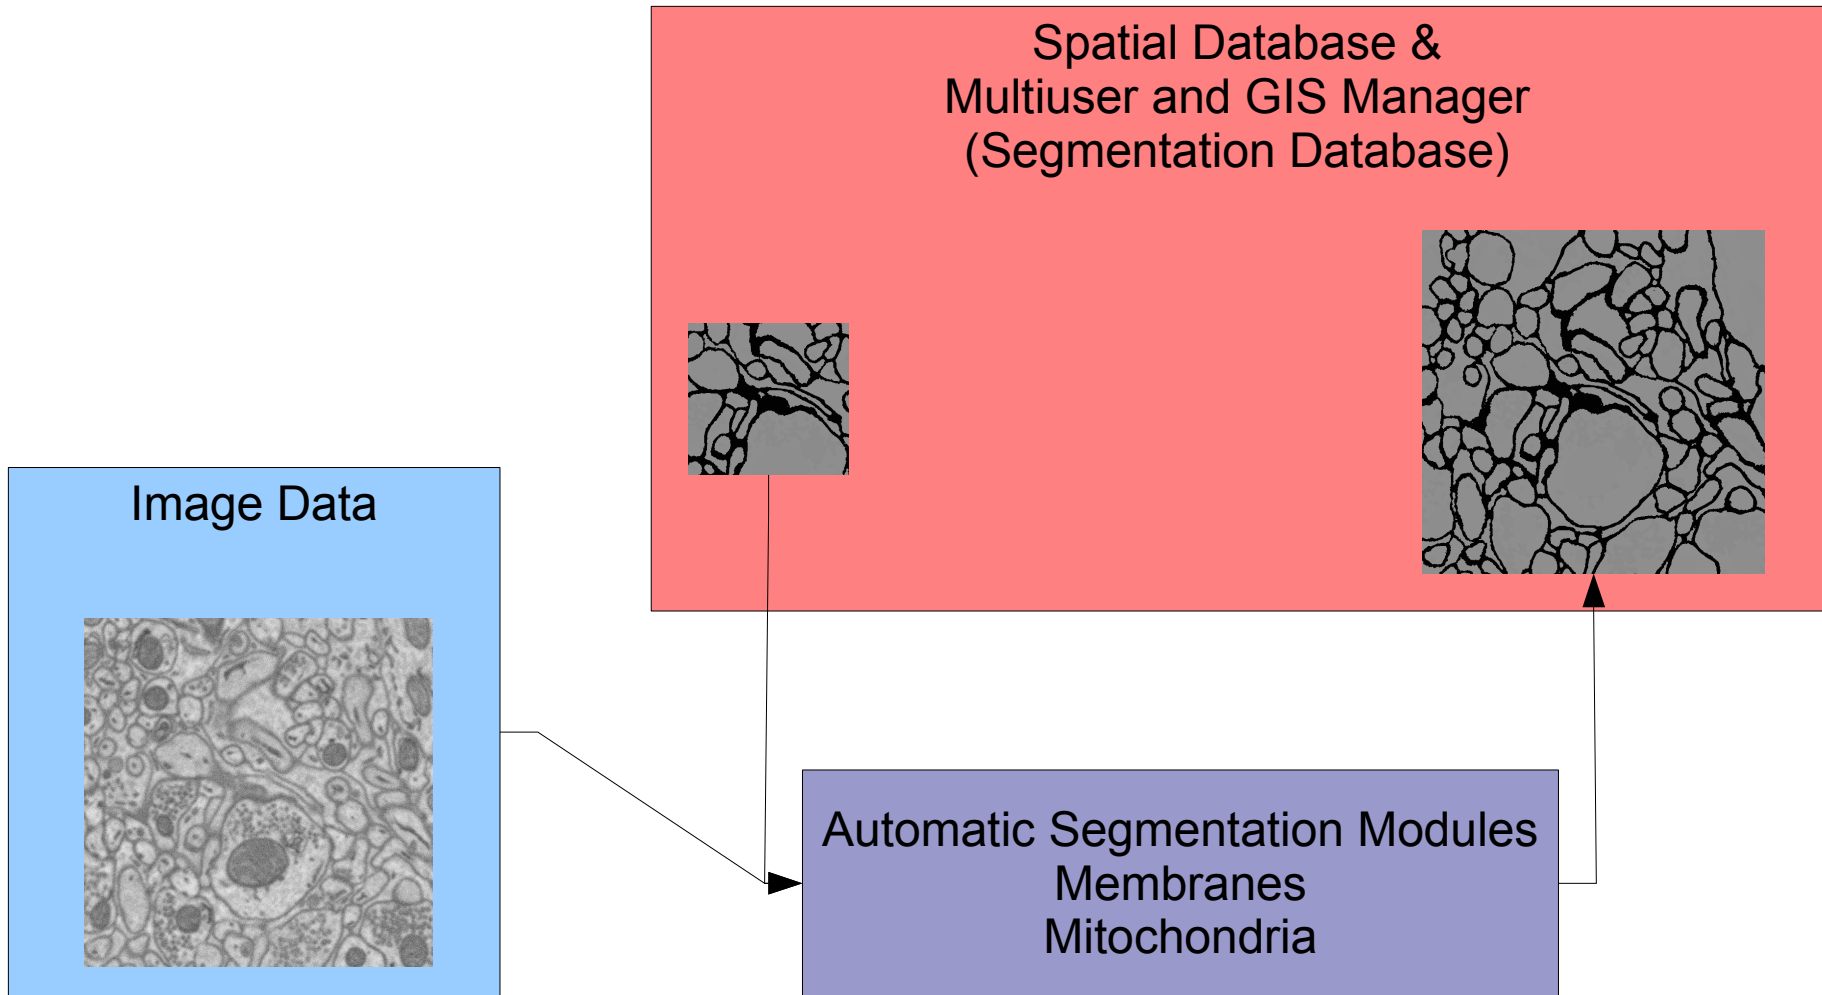 Spatial Database &
Multiuser and GIS Manager
(Segmentation Database)
Image Data
Automatic Segmentation Modules
Membranes
Mitochondria